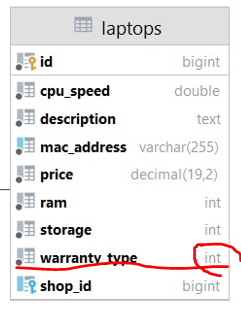 laptops
id bigint
cpu_speed double
description text
mac_address varchar(255)
price decimal(19,2)
ram int
storage int
warranty_type int
shop_id bigint